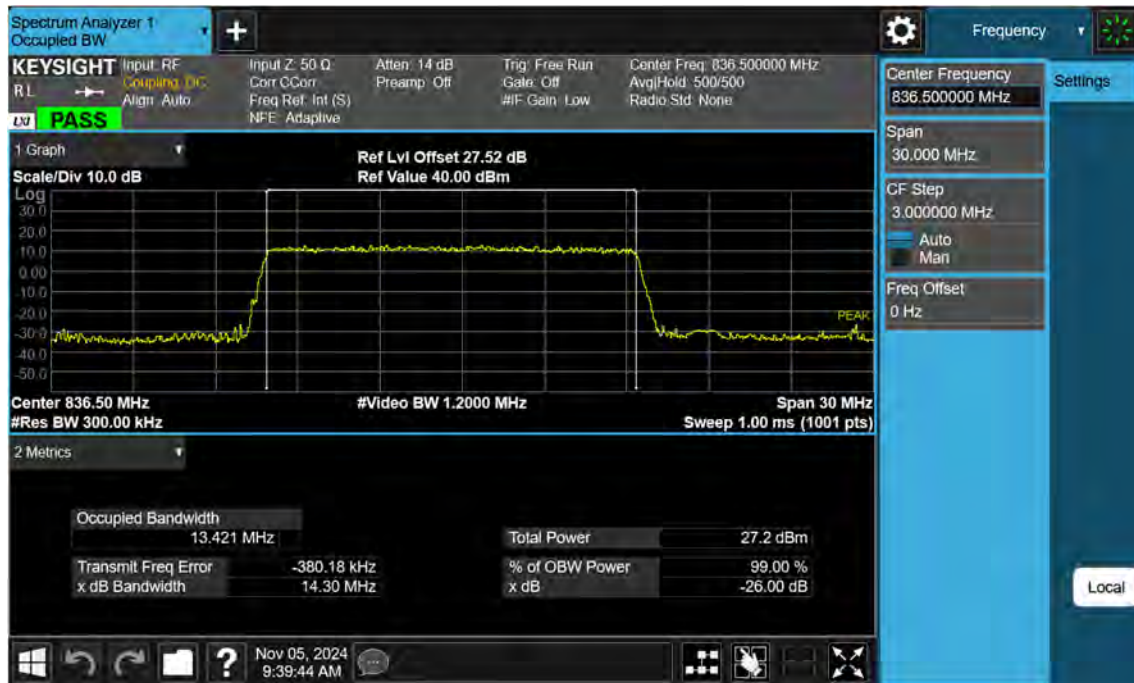 Spectrum Analyzer 1
Occupied BW
+
Frequency
KEYSIGHT
RL
LXI PASS
Input: RF
Coupling: DC
Align: Auto
Input Z: 50 Ω
Corr CCorr
Freq Ref: Int (S)
NFE: Adaptive
Atten: 14 dB
Preamp: Off
Trig: Free Run
Gate: Off
#IF Gain: Low
Center Freq: 836.500000 MHz
Avg|Hold: 500/500
Radio Std: None
Center Frequency
836.500000 MHz
Settings
Span
30.000 MHz
CF Step
3.000000 MHz
Auto
Man
Freq Offset
0 Hz
Local
1 Graph
Scale/Div 10.0 dB
Ref Lvl Offset 27.52 dB
Ref Value 40.00 dBm
Log
30.0
20.0
10.0
0.00
-10.0
-20.0
-30.0
-40.0
-50.0
PEAK
Center 836.50 MHz
#Video BW 1.2000 MHz
Span 30 MHz
#Res BW 300.00 kHz
Sweep 1.00 ms (1001 pts)
2 Metrics
Occupied Bandwidth
13.421 MHz
Total Power 27.2 dBm
Transmit Freq Error -380.18 kHz
% of OBW Power 99.00 %
x dB Bandwidth 14.30 MHz
x dB -26.00 dB
?
Nov 05, 2024
9:39:44 AM